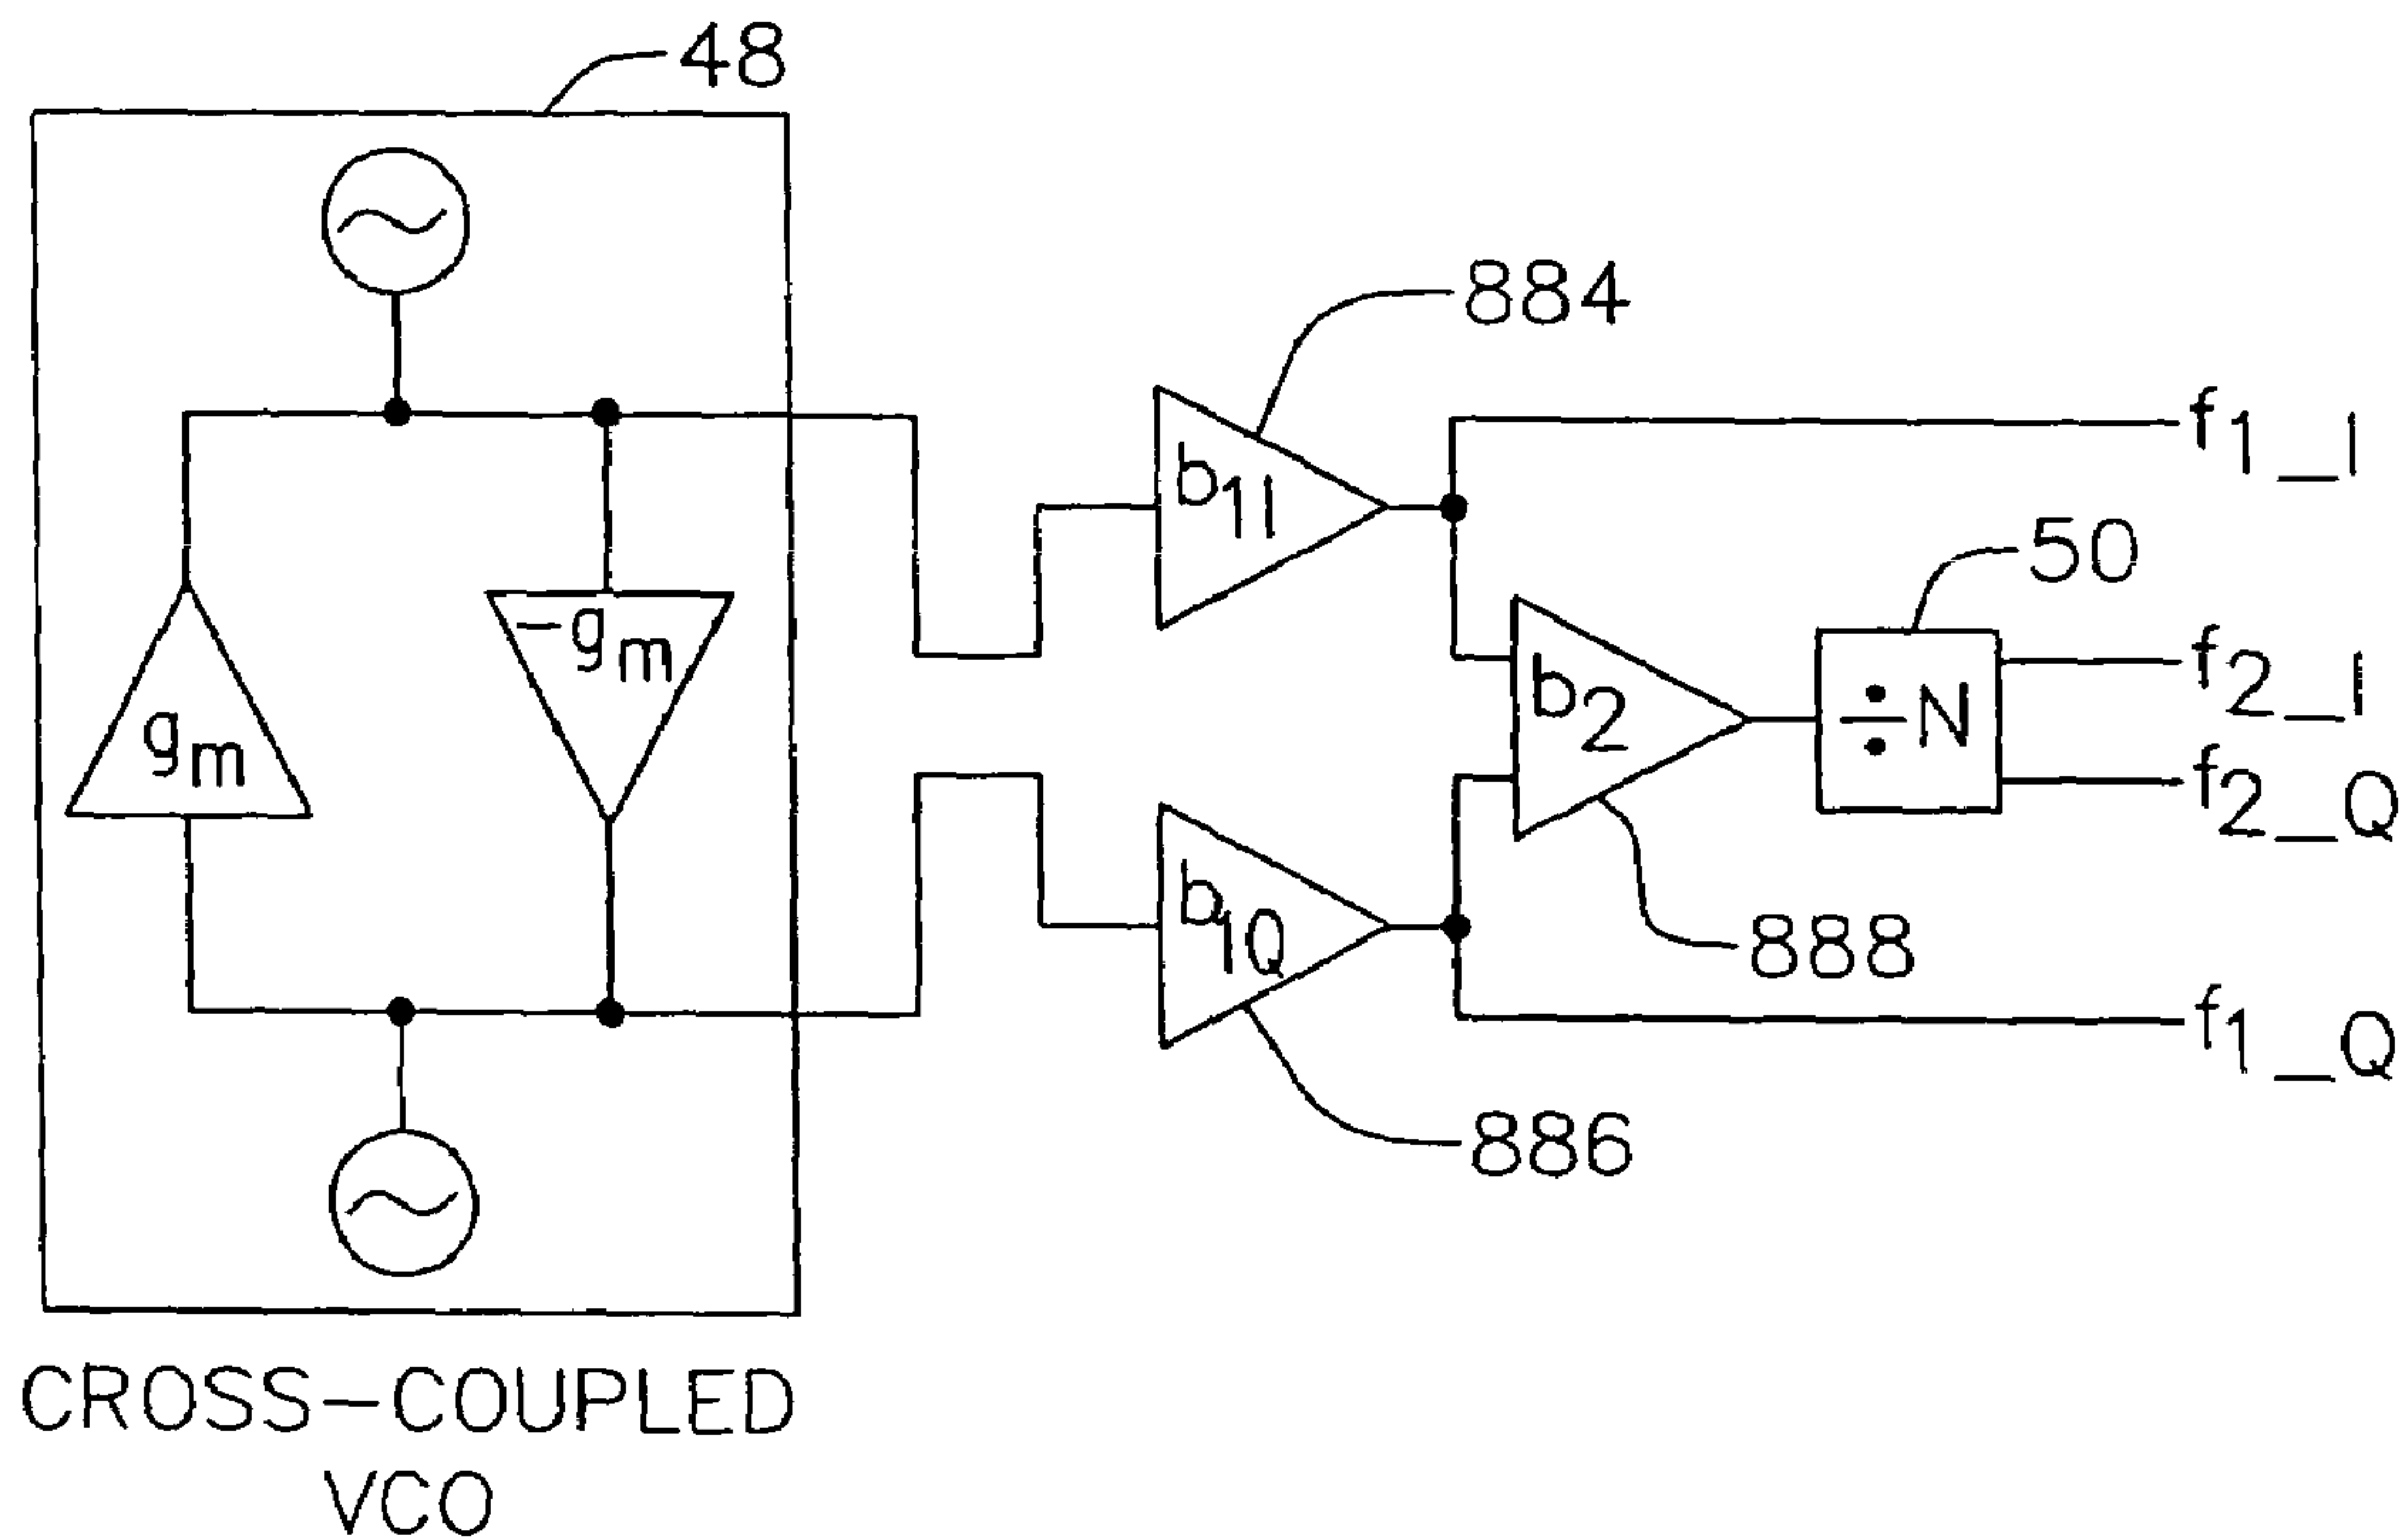 48
884
b1I
f1_I
50
-gm
gm
b2
÷N
f2_I
f2_Q
b1Q
888
f1_Q
886
CROSS-COUPLED
VCO